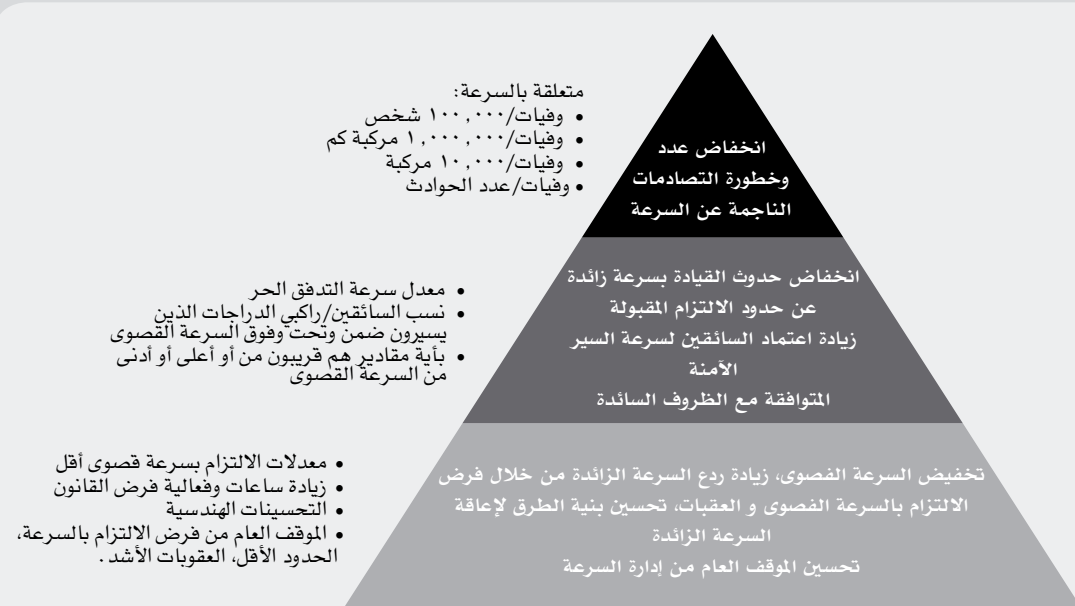 انخفاض عدد
وخطورة التصادمات
الناجمة عن السرعة
متعلقة بالسرعة:
• وفيات/١٠٠,٠٠٠ شخص
• وفيات/١,٠٠٠,٠٠٠ مركبة كم
• وفيات/١٠,٠٠٠ مركبة
• وفيات/عدد الحوادث
انخفاض حدوث القيادة بسرعة زائدة
عن حدود الالتزام المقبولة
زيادة اعتماد السائقين لسرعة السير
الآمنة
المتوافقة مع الظروف السائدة
• معدل سرعة التدفق الحر
• نسب السائقين/راكبي الدراجات الذين
يسيرون ضمن وتحت وفوق السرعة القصوى
• بأية مقادير هم قريبون من أو أعلى أو أدنى
من السرعة القصوى
تخفيض السرعة الفصوى، زيادة ردع السرعة الزائدة من خلال فرض
الالتزام بالسرعة الفصوى و العقبات، تحسين بنية الطرق لإعاقة
السرعة الزائدة
تحسين الموقف العام من إدارة السرعة
• معدلات الالتزام بسرعة قصوى أقل
• زيادة ساعات وفعالية فرض القانون
• التحسينات الهندسية
• الموقف العام من فرض الالتزام بالسرعة،
الحدود الأقل، العقوبات الأشد .